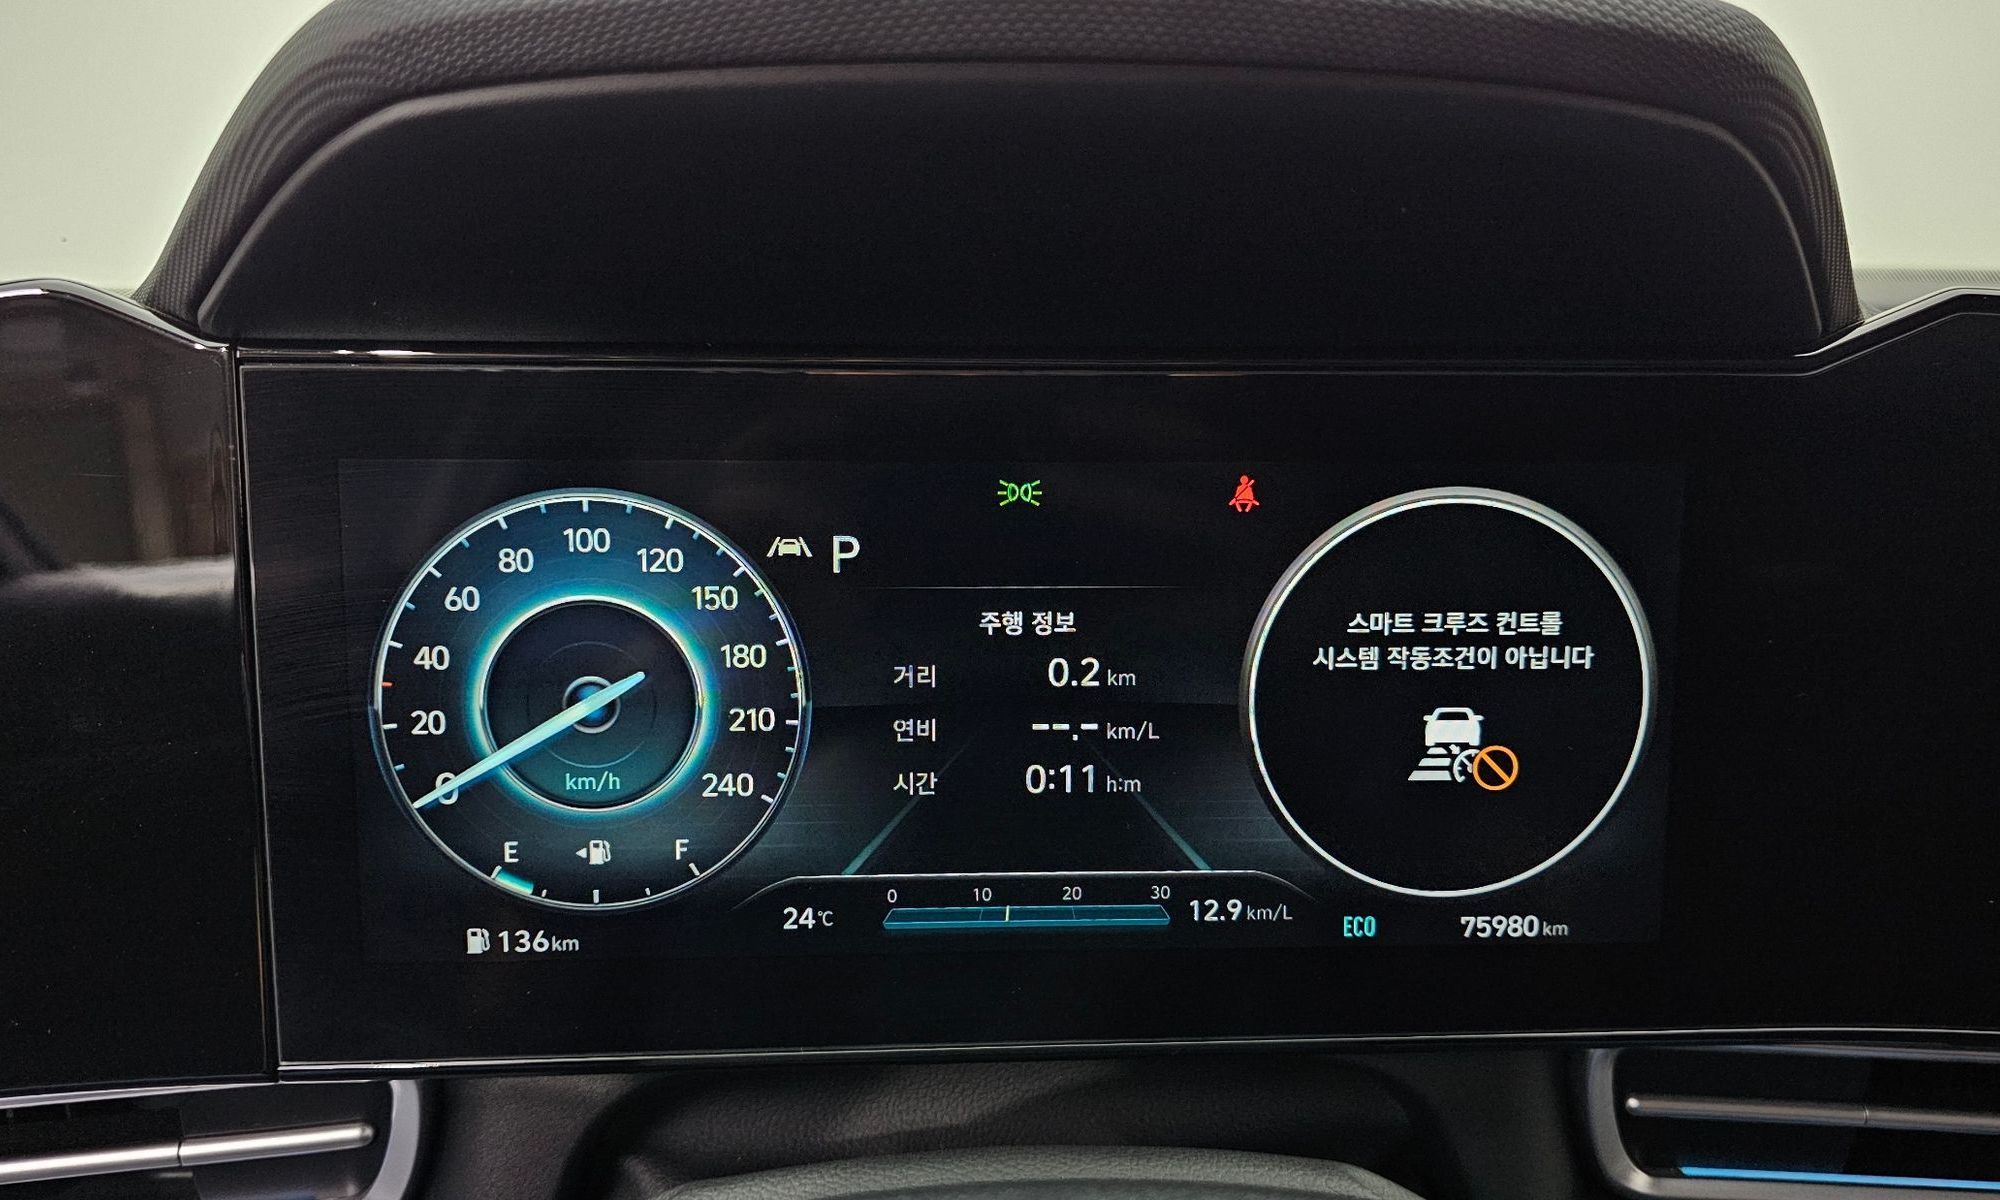 0
20
40
60
80
100
120
150
180
210
240
km/h
E
F
136 km
P
주행 정보
거리 0.2 km
연비 --.- km/L
시간 0:11 h:m
24℃
0 10 20 30
12.9 km/L
스마트 크루즈 컨트롤
시스템 작동조건이 아닙니다
ECO
75980 km